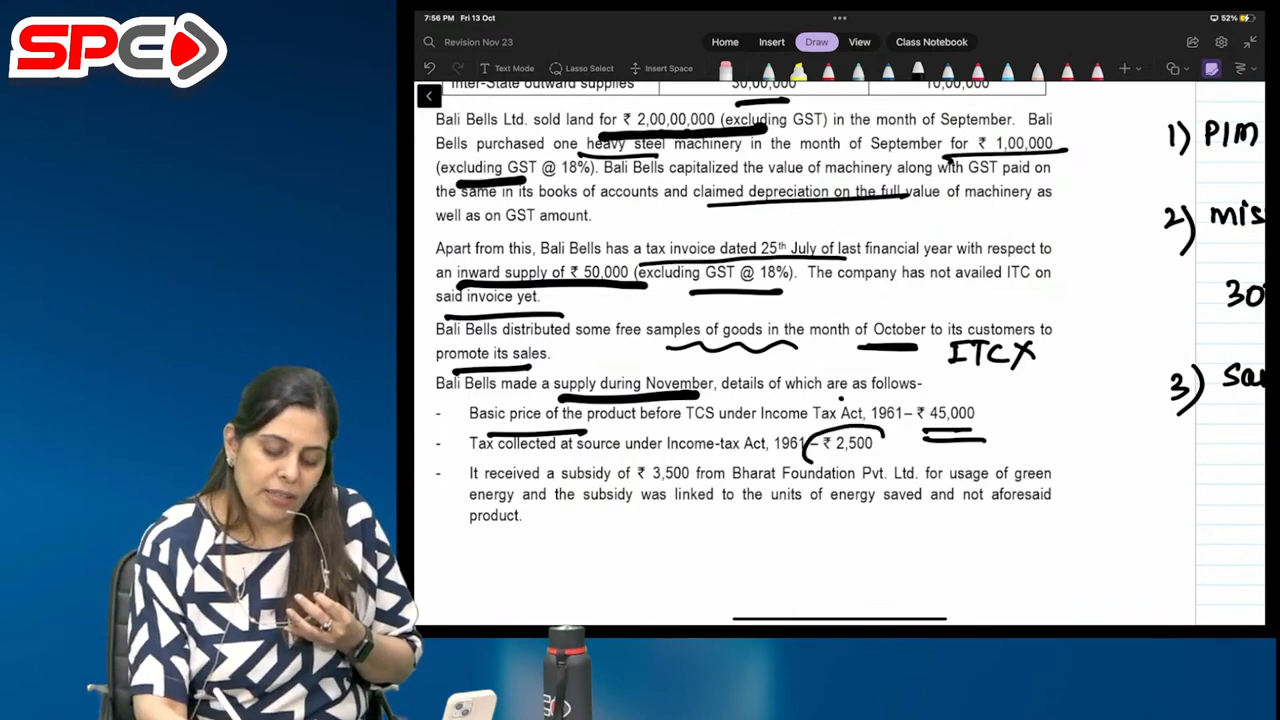 SPC
7:56 PM Fri 13 Oct
52%
Revision Nov 23
Home Insert Draw View Class Notebook
Text Mode Lasso Select Insert Space
Inter-State outward supplies 30,00,000 10,00,000
Bali Bells Ltd. sold land for ₹ 2,00,00,000 (excluding GST) in the month of September. Bali
Bells purchased one heavy steel machinery in the month of September for ₹ 1,00,000
(excluding GST @ 18%). Bali Bells capitalized the value of machinery along with GST paid on
the same in its books of accounts and claimed depreciation on the full value of machinery as
well as on GST amount.
Apart from this, Bali Bells has a tax invoice dated 25th July of last financial year with respect to
an inward supply of ₹ 50,000 (excluding GST @ 18%). The company has not availed ITC on
said invoice yet.
Bali Bells distributed some free samples of goods in the month of October to its customers to
promote its sales.
ITC X
Bali Bells made a supply during November, details of which are as follows-
- Basic price of the product before TCS under Income Tax Act, 1961– ₹ 45,000
- Tax collected at source under Income-tax Act, 1961 – ₹ 2,500
- It received a subsidy of ₹ 3,500 from Bharat Foundation Pvt. Ltd. for usage of green
energy and the subsidy was linked to the units of energy saved and not aforesaid
product.
1) PIM
2) mis
30
3)